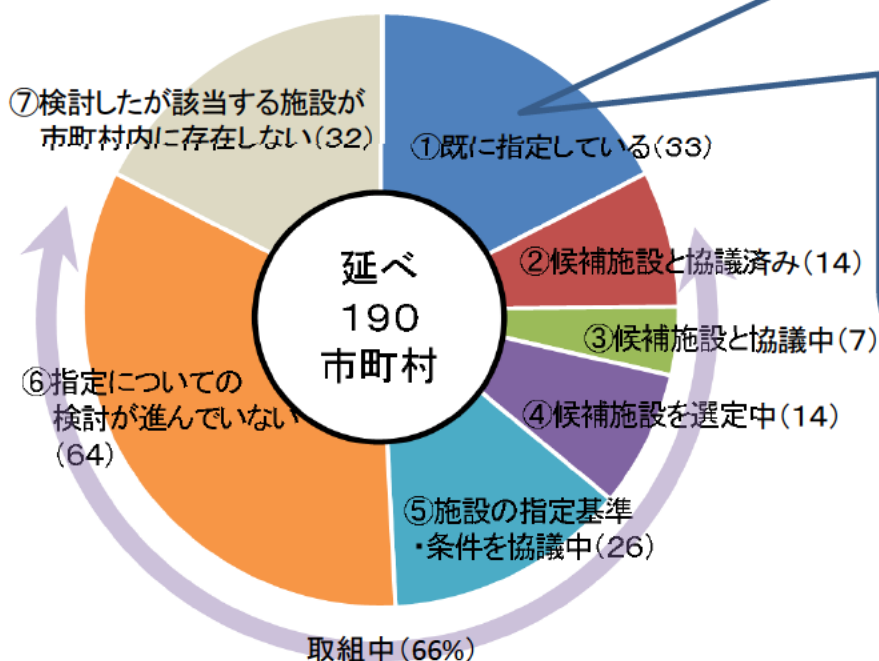 ⑦検討したが該当する施設が
市町村内に存在しない(32)
①既に指定している(33)
②候補施設と協議済み(14)
延べ
190
市町村
③候補施設と協議中(7)
⑥指定についての
検討が進んでいない
(64)
④候補施設を選定中(14)
⑤施設の指定基準
・条件を協議中(26)
取組中(66%)